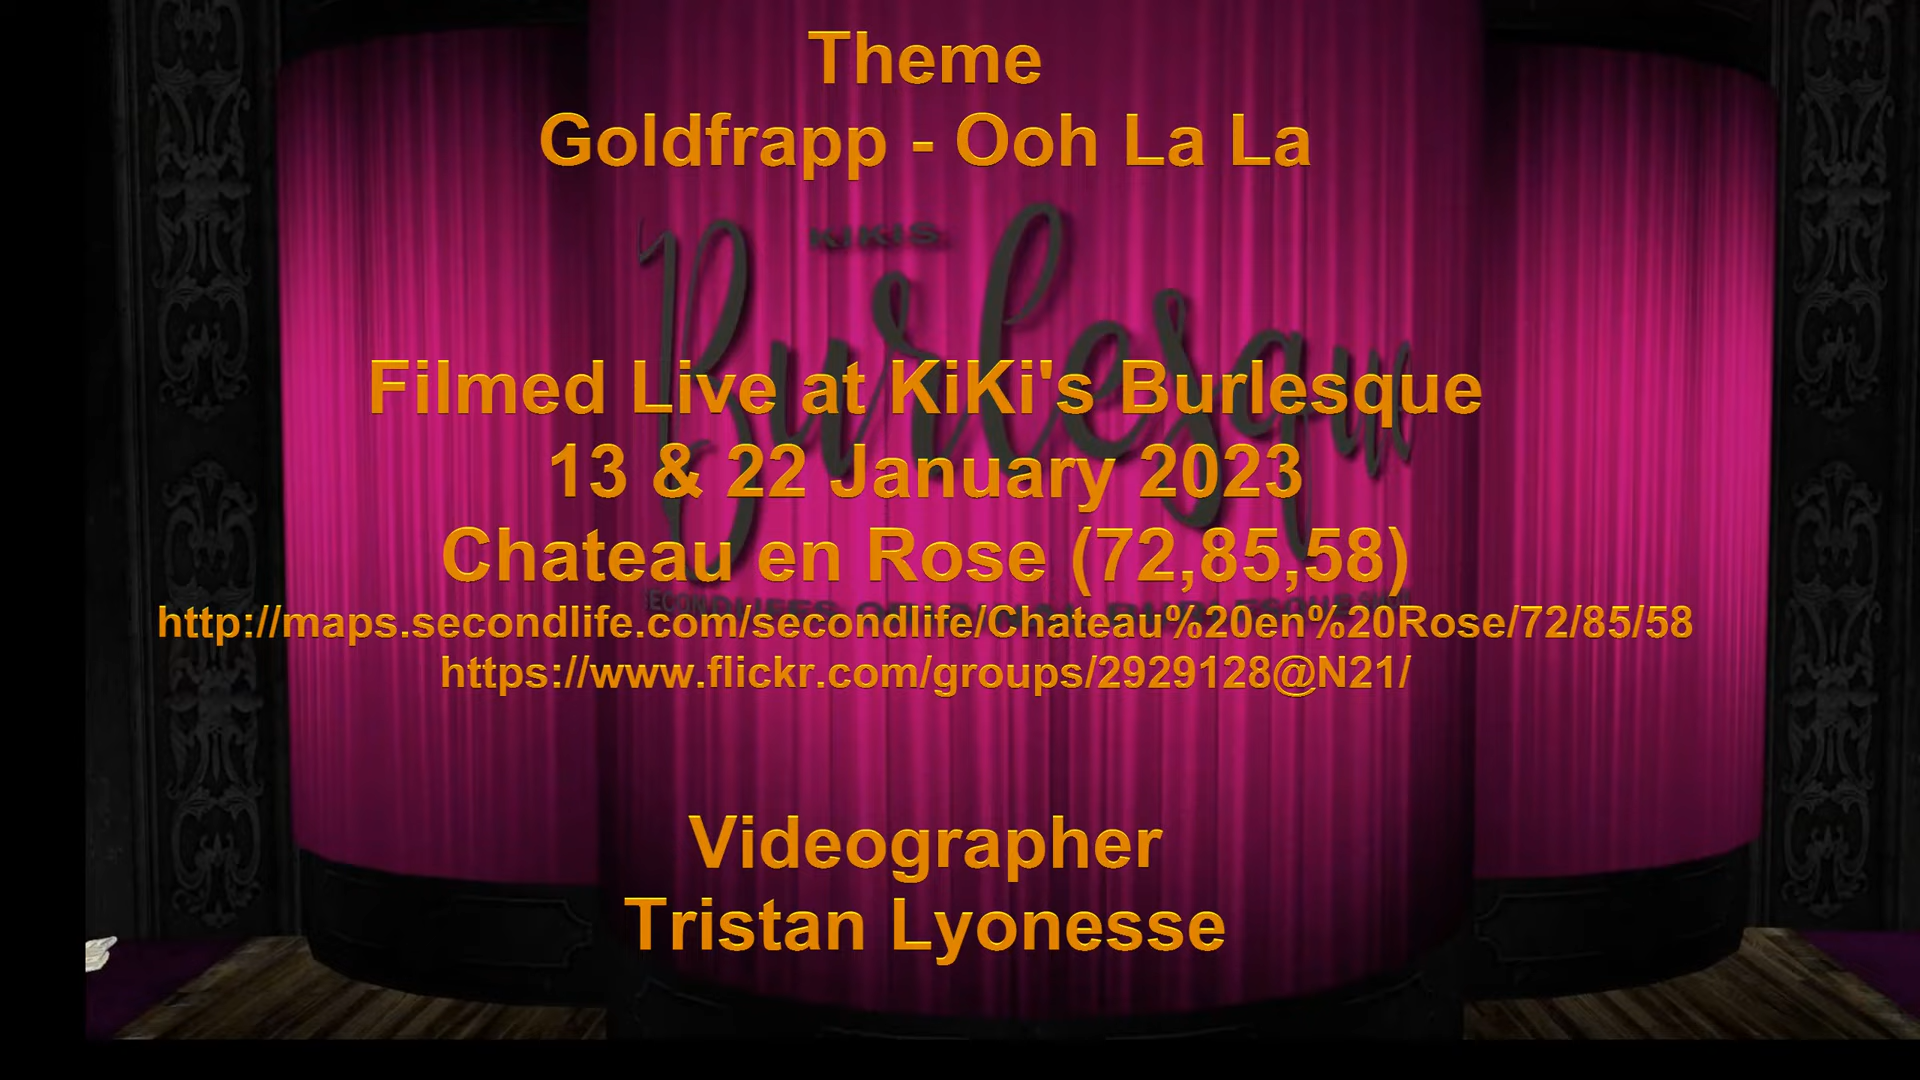 Theme
Goldfrapp - Ooh La La
KIKIS
Burlesque
Filmed Live at KiKi's Burlesque
13 & 22 January 2023
Chateau en Rose (72,85,58)
http://maps.secondlife.com/secondlife/Chateau%20en%20Rose/72/85/58
https://www.flickr.com/groups/2929128@N21/
Videographer
Tristan Lyonesse